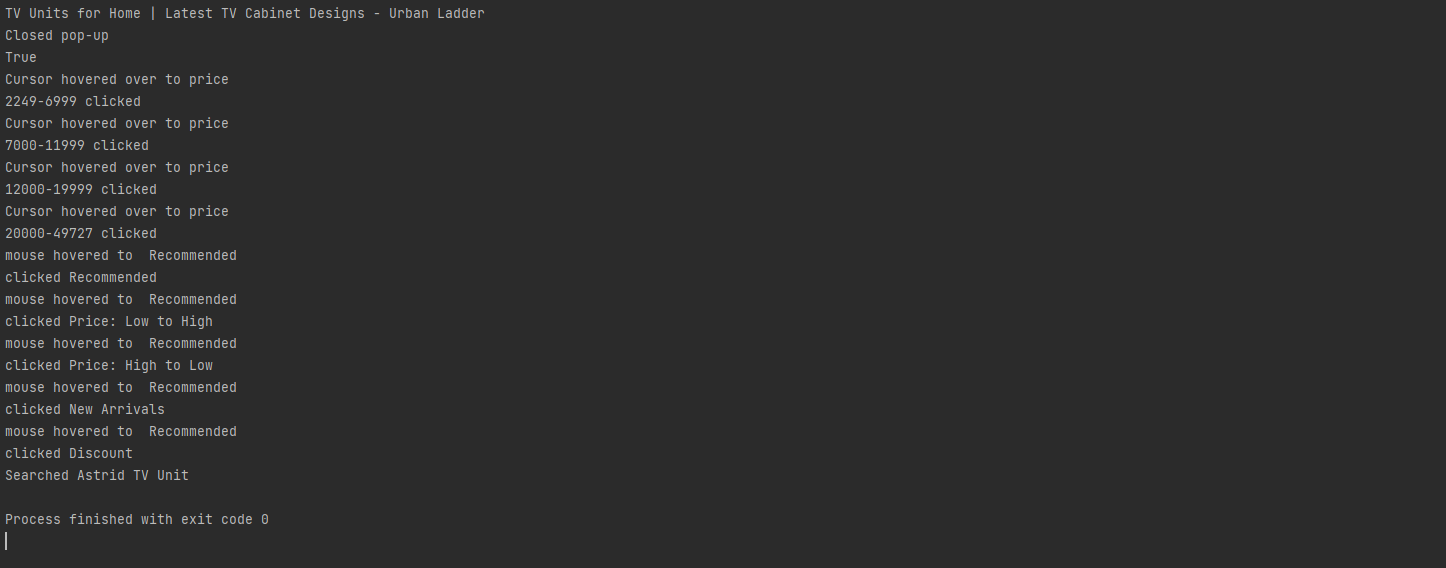 TV Units for Home | Latest TV Cabinet Designs - Urban Ladder
Closed pop-up
True
Cursor hovered over to price
2249-6999 clicked
Cursor hovered over to price
7000-11999 clicked
Cursor hovered over to price
12000-19999 clicked
Cursor hovered over to price
20000-49727 clicked
mouse hovered to  Recommended
clicked Recommended
mouse hovered to  Recommended
clicked Price: Low to High
mouse hovered to  Recommended
clicked Price: High to Low
mouse hovered to  Recommended
clicked New Arrivals
mouse hovered to  Recommended
clicked Discount
Searched Astrid TV Unit
Process finished with exit code 0